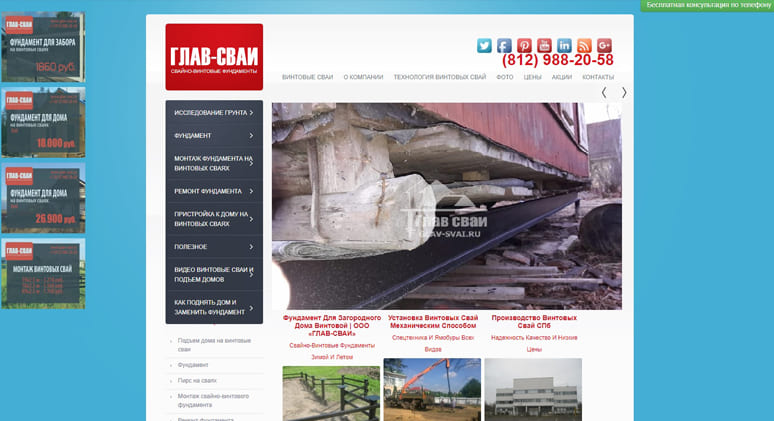 Бесплатная консультация по телефону
ГЛАВ-СВАИ
СВАЙНО-ВИНТОВЫЕ ФУНДАМЕНТЫ
(812) 988-20-58
ВИНТОВЫЕ СВАИ О КОМПАНИИ ТЕХНОЛОГИЯ ВИНТОВЫХ СВАЙ ФОТО ЦЕНЫ АКЦИИ КОНТАКТЫ
ГЛАВ-СВАИ
ФУНДАМЕНТ ДЛЯ ЗАБОРА
НА ВИНТОВЫХ СВАЯХ
1860 руб.
ГЛАВ-СВАИ
ФУНДАМЕНТ ДЛЯ ДОМА
НА ВИНТОВЫХ СВАЯХ
18.000 руб.
ГЛАВ-СВАИ
ФУНДАМЕНТ ДЛЯ ДОМА
НА ВИНТОВЫХ СВАЯХ
26.900 руб.
ГЛАВ-СВАИ
МОНТАЖ ВИНТОВЫХ СВАЙ
ИССЛЕДОВАНИЕ ГРУНТА
ФУНДАМЕНТ
МОНТАЖ ФУНДАМЕНТА НА
ВИНТОВЫХ СВАЯХ
РЕМОНТ ФУНДАМЕНТА
ПРИСТРОЙКА К ДОМУ НА
ВИНТОВЫХ СВАЯХ
ПОЛЕЗНОЕ
ВИДЕО ВИНТОВЫЕ СВАИ И
ПОДЪЕМ ДОМОВ
КАК ПОДНЯТЬ ДОМ И
ЗАМЕНИТЬ ФУНДАМЕНТ
Подъем дома на винтовые
сваи
Фундамент
Пирс на сваях
Монтаж свайно-винтового
фундамента
Ремонт фундамента
Глав сваи
GLAV-SVAI.RU
Фундамент Для Загородного
Дома Винтовой | ООО
«ГЛАВ-СВАИ»
Свайно-Винтовые Фундаменты
Зимой И Летом
Установка Винтовых Свай
Механическим Способом
Спецтехника И Ямобуры Всех
Видов
Производство Винтовых
Свай СПб
Надежность Качество И Низкие
Цены